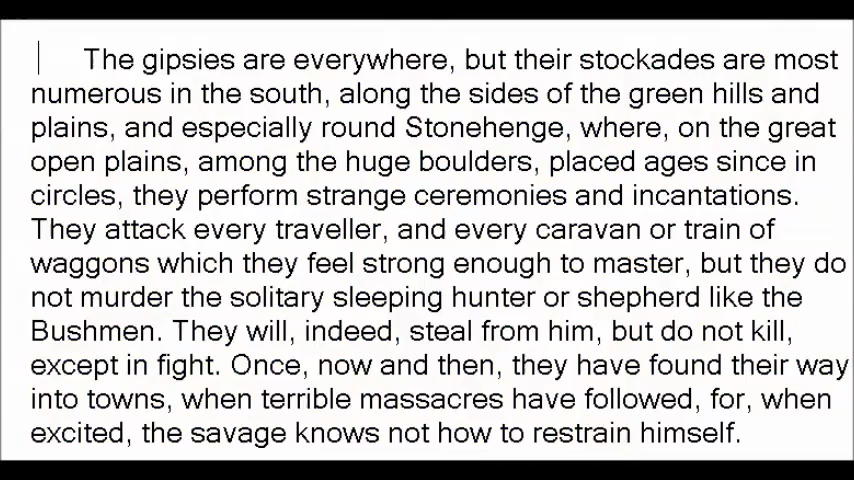 The gipsies are everywhere, but their stockades are most
numerous in the south, along the sides of the green hills and
plains, and especially round Stonehenge, where, on the great
open plains, among the huge boulders, placed ages since in
circles, they perform strange ceremonies and incantations.
They attack every traveller, and every caravan or train of
waggons which they feel strong enough to master, but they do
not murder the solitary sleeping hunter or shepherd like the
Bushmen. They will, indeed, steal from him, but do not kill,
except in fight. Once, now and then, they have found their way
into towns, when terrible massacres have followed, for, when
excited, the savage knows not how to restrain himself.